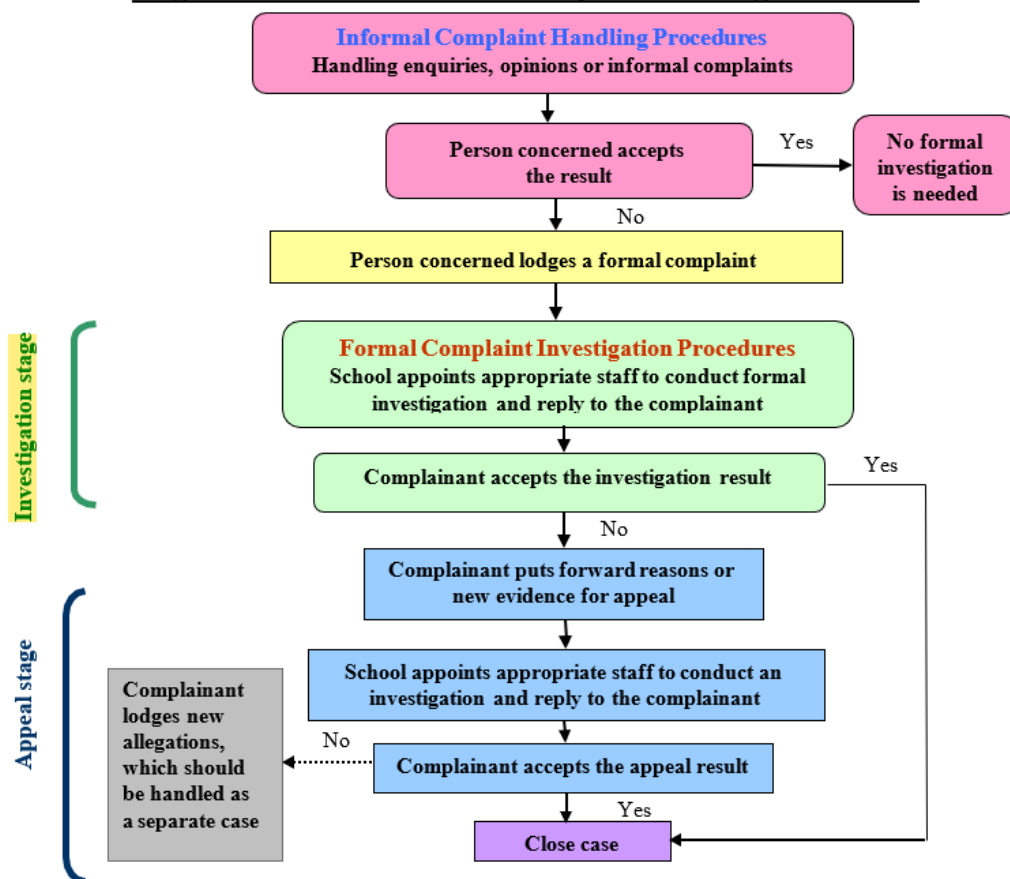 Informal Complaint Handling Procedures
Handling enquiries, opinions or informal complaints
Person concerned accepts
the result
Yes
No formal
investigation
is needed
No
Person concerned lodges a formal complaint
Investigation stage
Formal Complaint Investigation Procedures
School appoints appropriate staff to conduct formal
investigation and reply to the complainant
Complainant accepts the investigation result
Yes
No
Appeal stage
Complainant puts forward reasons or
new evidence for appeal
School appoints appropriate staff to conduct an
investigation and reply to the complainant
Complainant
lodges new
allegations,
which should
be handled as
a separate case
No
Complainant accepts the appeal result
Yes
Close case